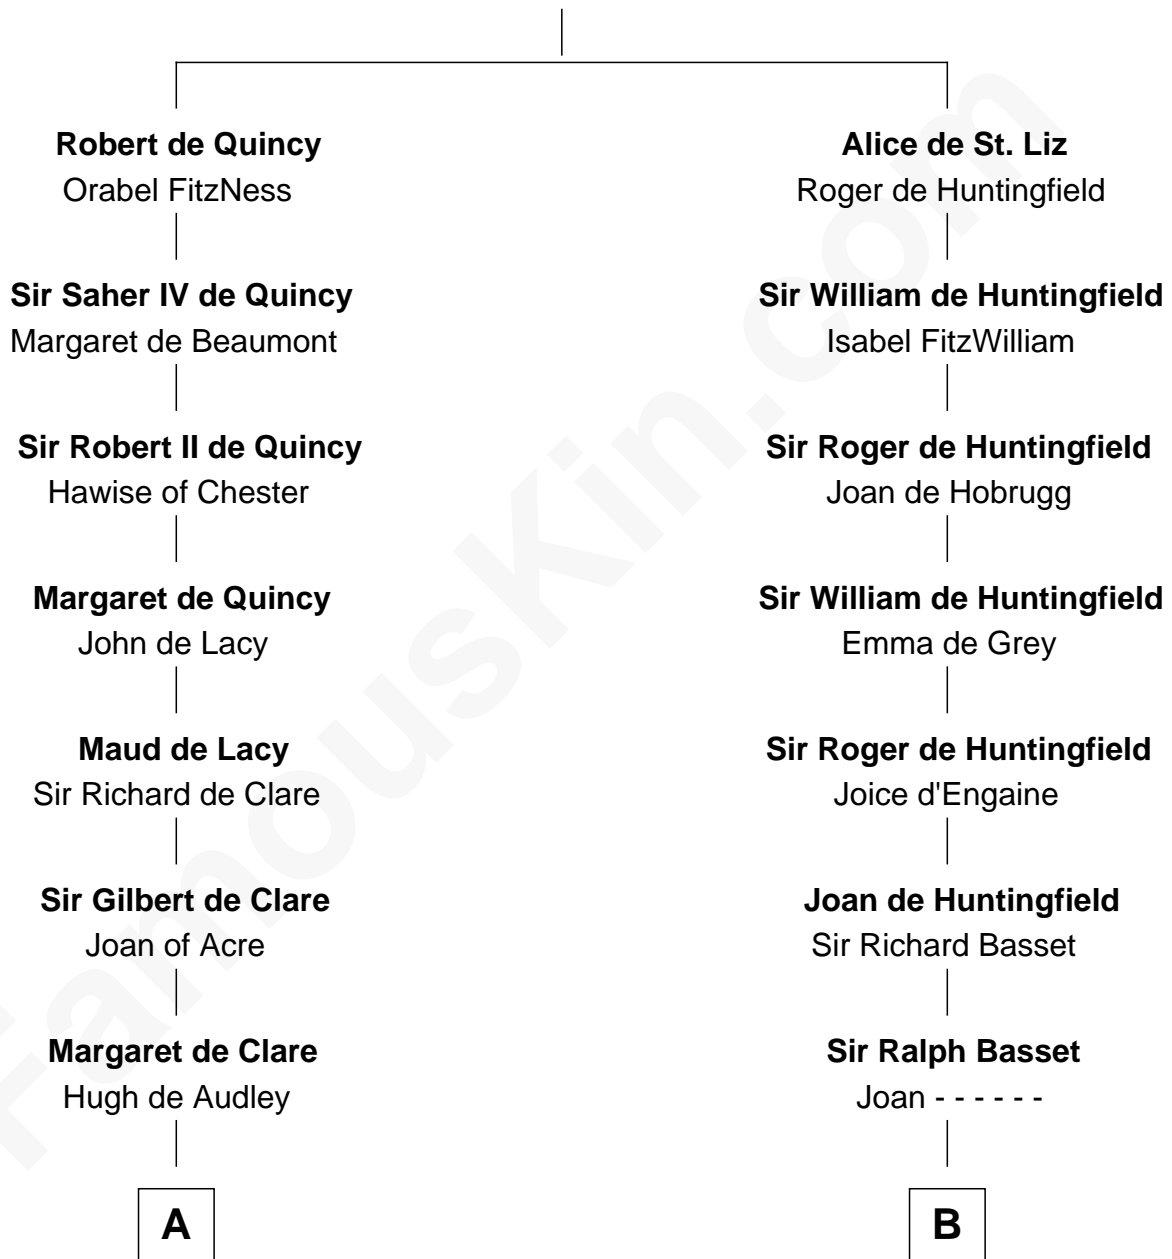 Robert de Quincy
Orabel FitzNess
Alice de St. Liz
Roger de Huntingfield
Sir Saher IV de Quincy
Margaret de Beaumont
Sir William de Huntingfield
Isabel FitzWilliam
Sir Robert II de Quincy
Hawise of Chester
Sir Roger de Huntingfield
Joan de Hobrugg
Margaret de Quincy
John de Lacy
Sir William de Huntingfield
Emma de Grey
Maud de Lacy
Sir Richard de Clare
Sir Roger de Huntingfield
Joice d'Engaine
Sir Gilbert de Clare
Joan of Acre
Joan de Huntingfield
Sir Richard Basset
Margaret de Clare
Hugh de Audley
Sir Ralph Basset
Joan - - - - - -
A
B
FamousKin.com